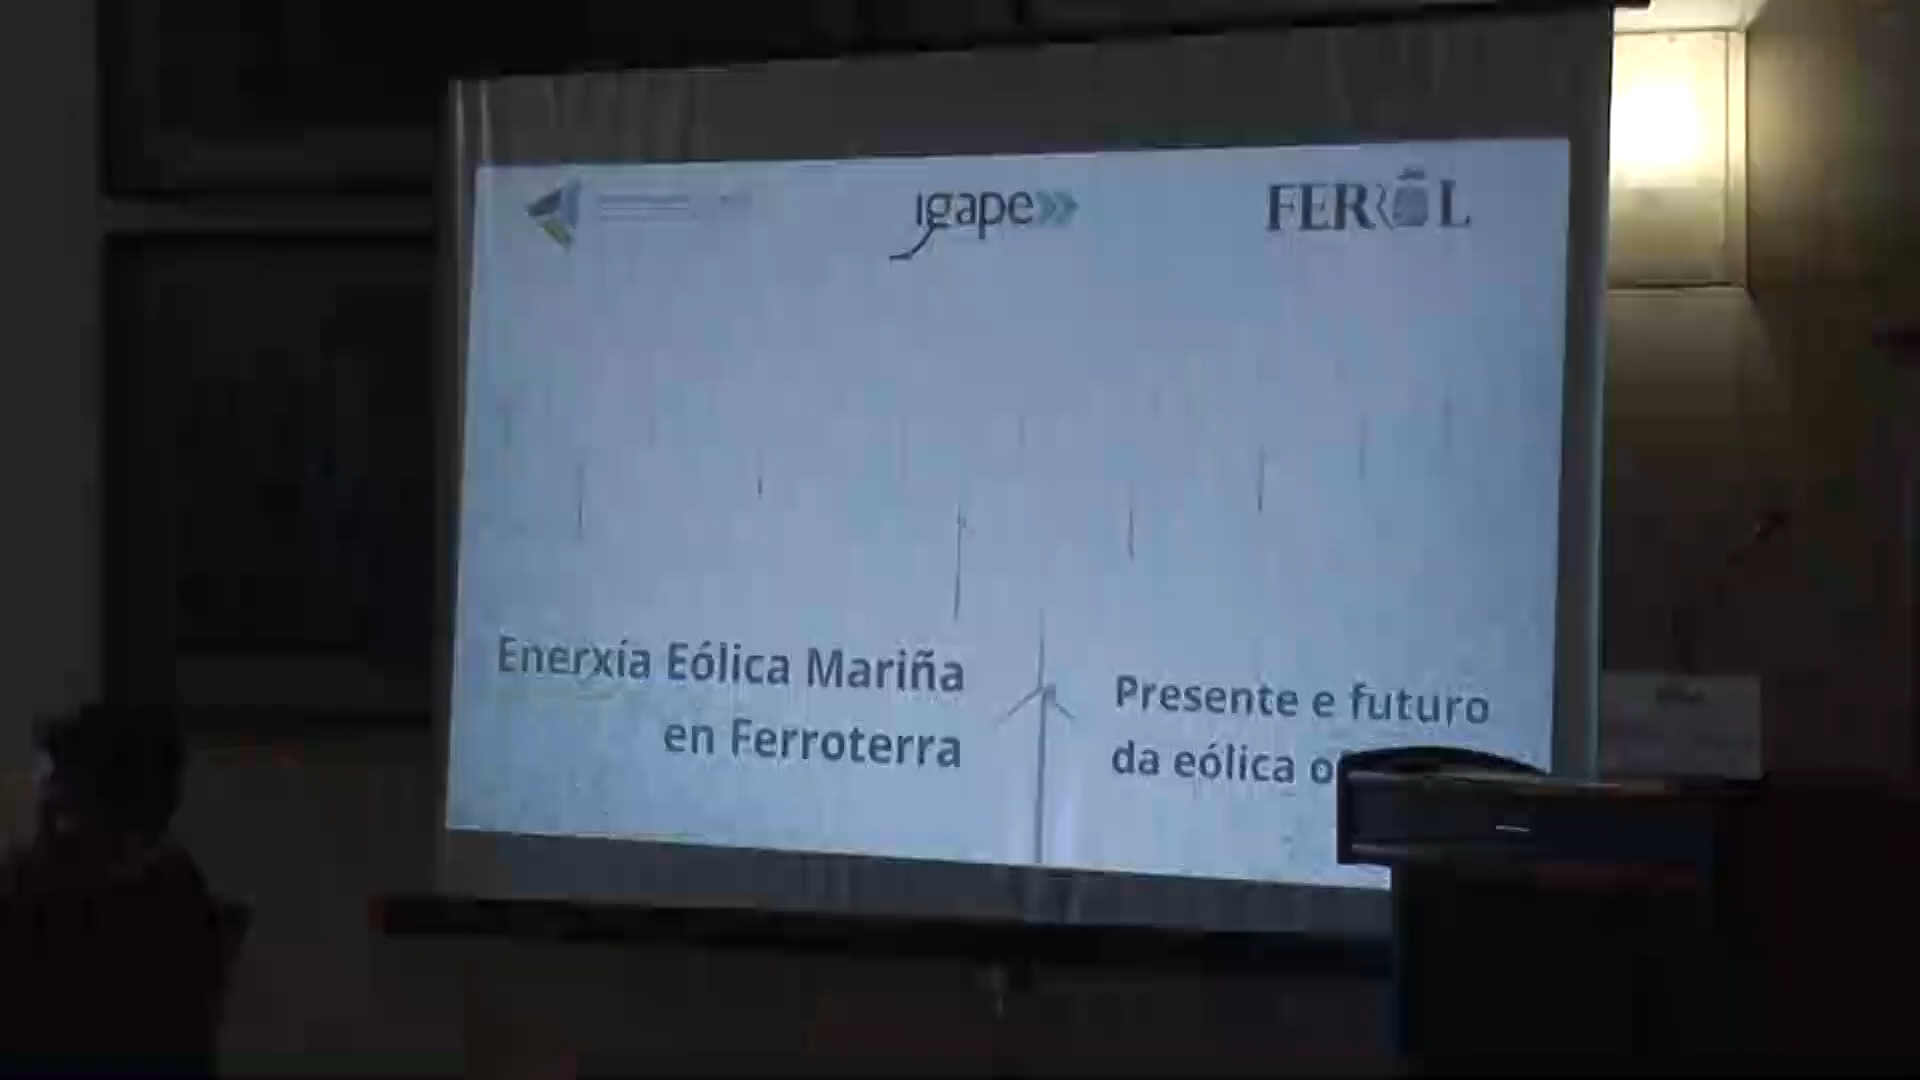 igape
FERROL
Enerxía Eólica Mariña
en Ferroterra
Presente e futuro
da eólica